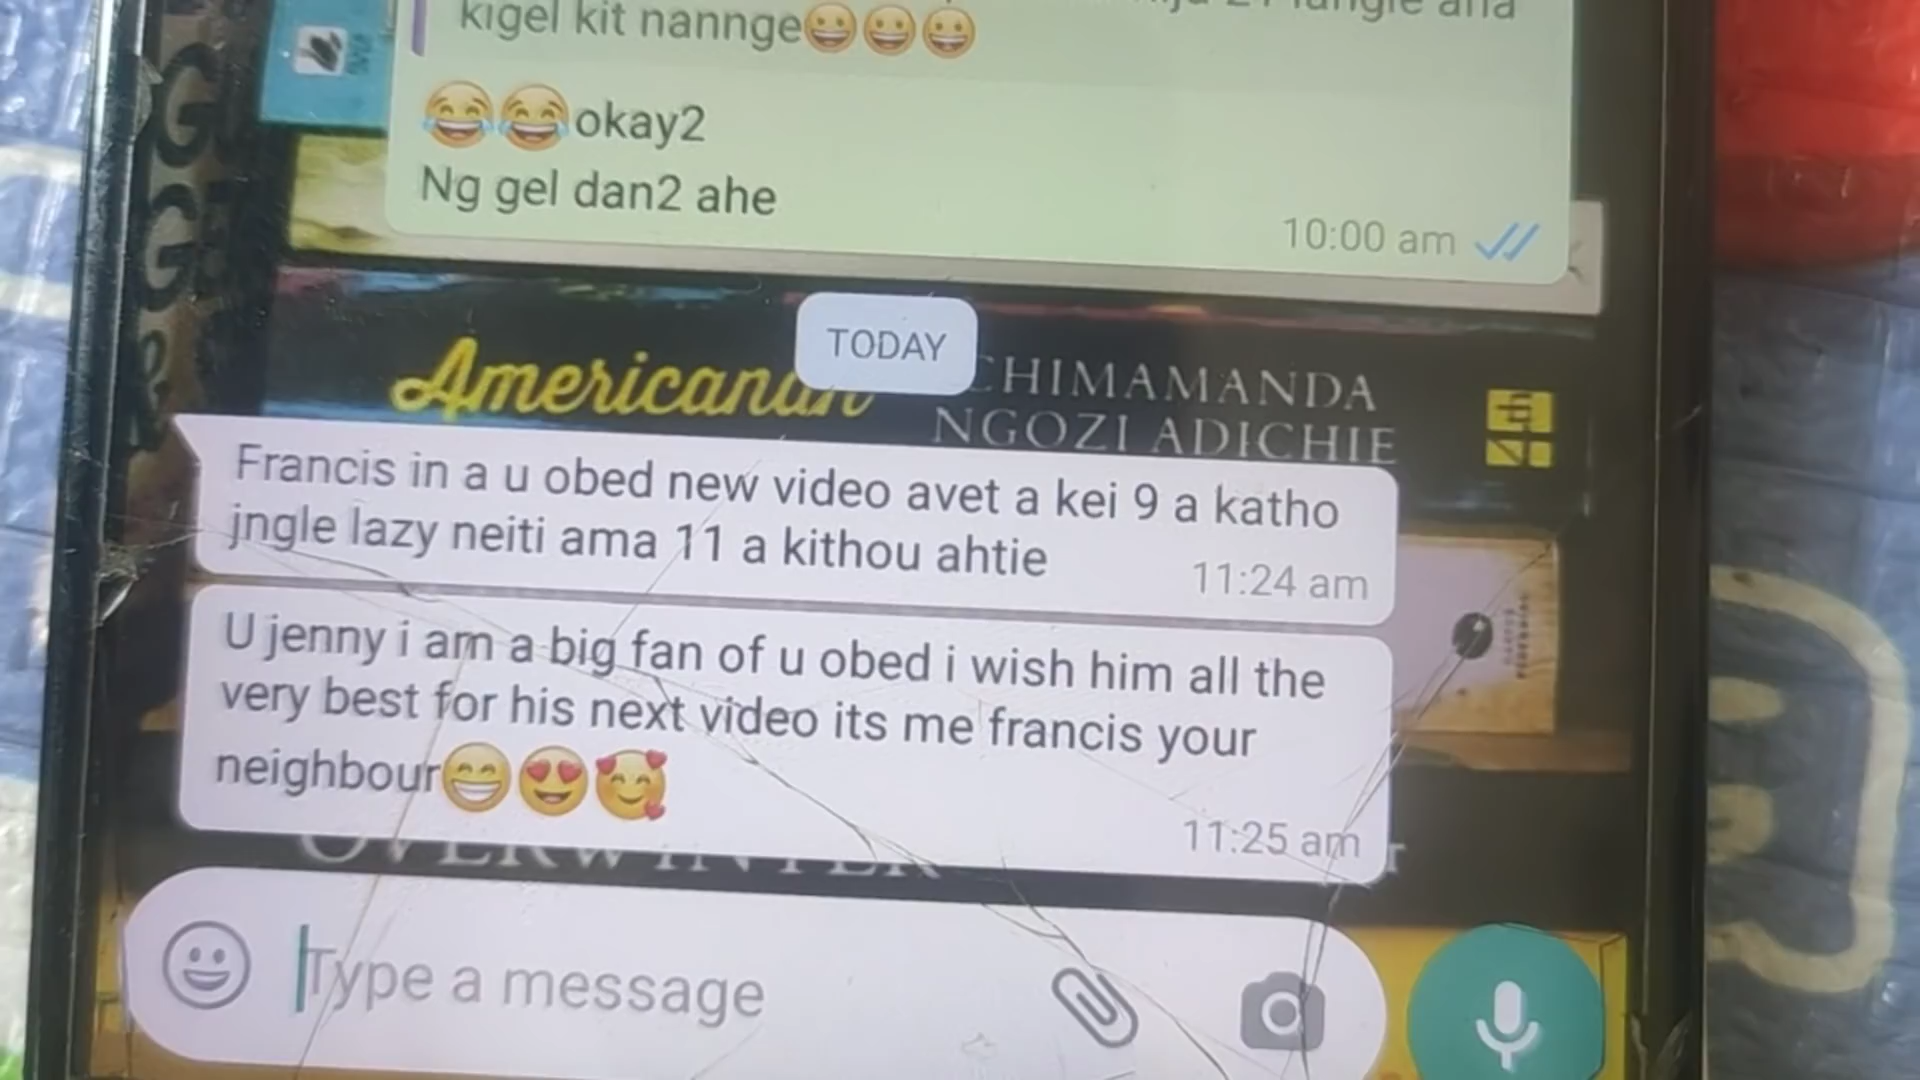 kigel kit nannge😀😀😀
😂😂okay2
Ng gel dan2 ahe
10:00 am
TODAY
CHIMAMANDA
NGOZI ADICHIE
Francis in a u obed new video avet a kei 9 a katho
jngle lazy neiti ama 11 a kithou ahtie
11:24 am
U jenny i am a big fan of u obed i wish him all the
very best for his next video its me francis your
neighbour😁😍🥰
11:25 am
OVERWINTER
Type a message